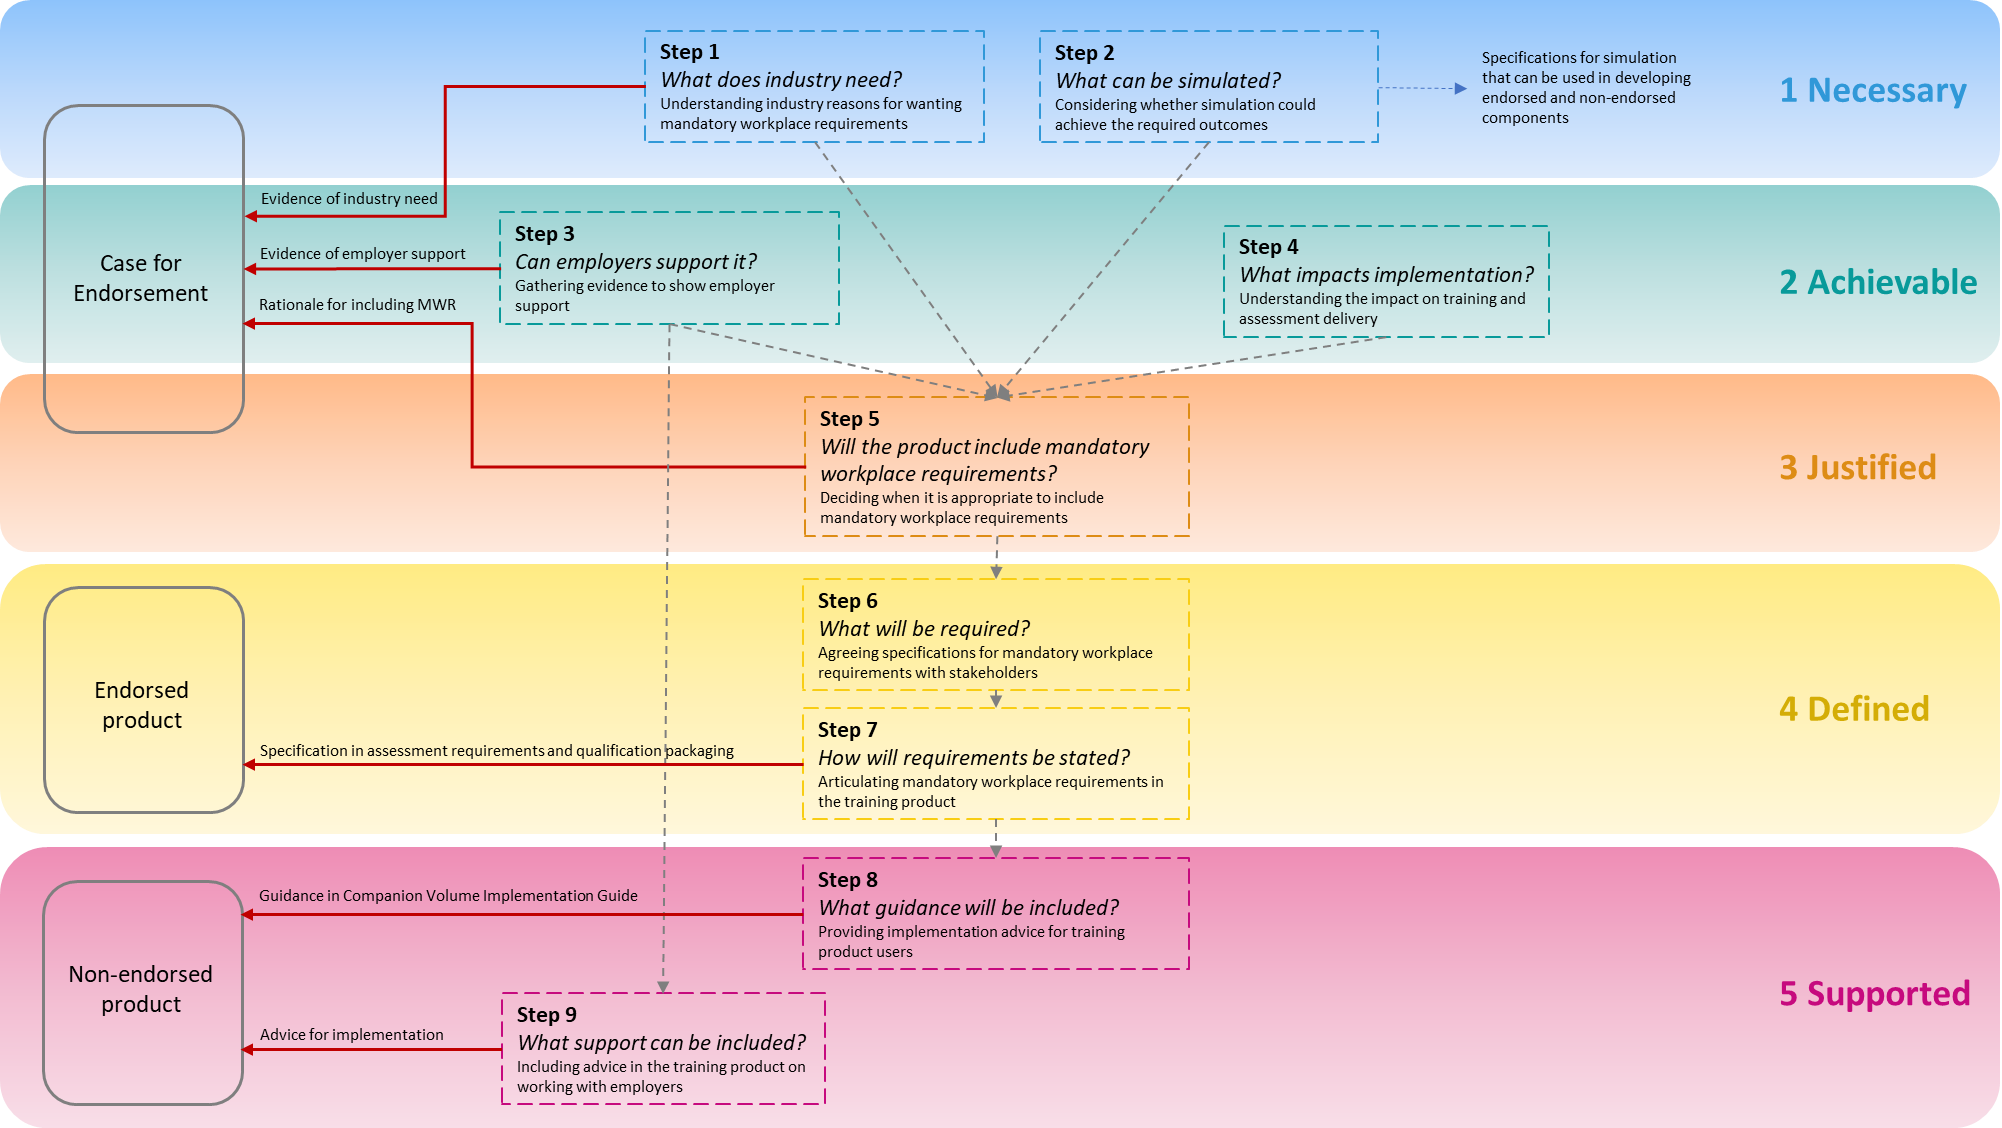 Step 1
What does industry need?
Understanding industry reasons for wanting
mandatory workplace requirements
Step 2
What can be simulated?
Considering whether simulation could
achieve the required outcomes
Specifications for simulation
that can be used in developing
endorsed and non-endorsed
components
1 Necessary
Case for
Endorsement
Evidence of industry need
Evidence of employer support
Rationale for including MWR
Step 3
Can employers support it?
Gathering evidence to show employer
support
Step 4
What impacts implementation?
Understanding the impact on training and
assessment delivery
2 Achievable
Step 5
Will the product include mandatory
workplace requirements?
Deciding when it is appropriate to include
mandatory workplace requirements
3 Justified
Endorsed
product
Step 6
What will be required?
Agreeing specifications for mandatory workplace
requirements with stakeholders
Specification in assessment requirements and qualification packaging
Step 7
How will requirements be stated?
Articulating mandatory workplace requirements in
the training product
4 Defined
Non-endorsed
product
Guidance in Companion Volume Implementation Guide
Step 8
What guidance will be included?
Providing implementation advice for training
product users
Advice for implementation
Step 9
What support can be included?
Including advice in the training product on
working with employers
5 Supported